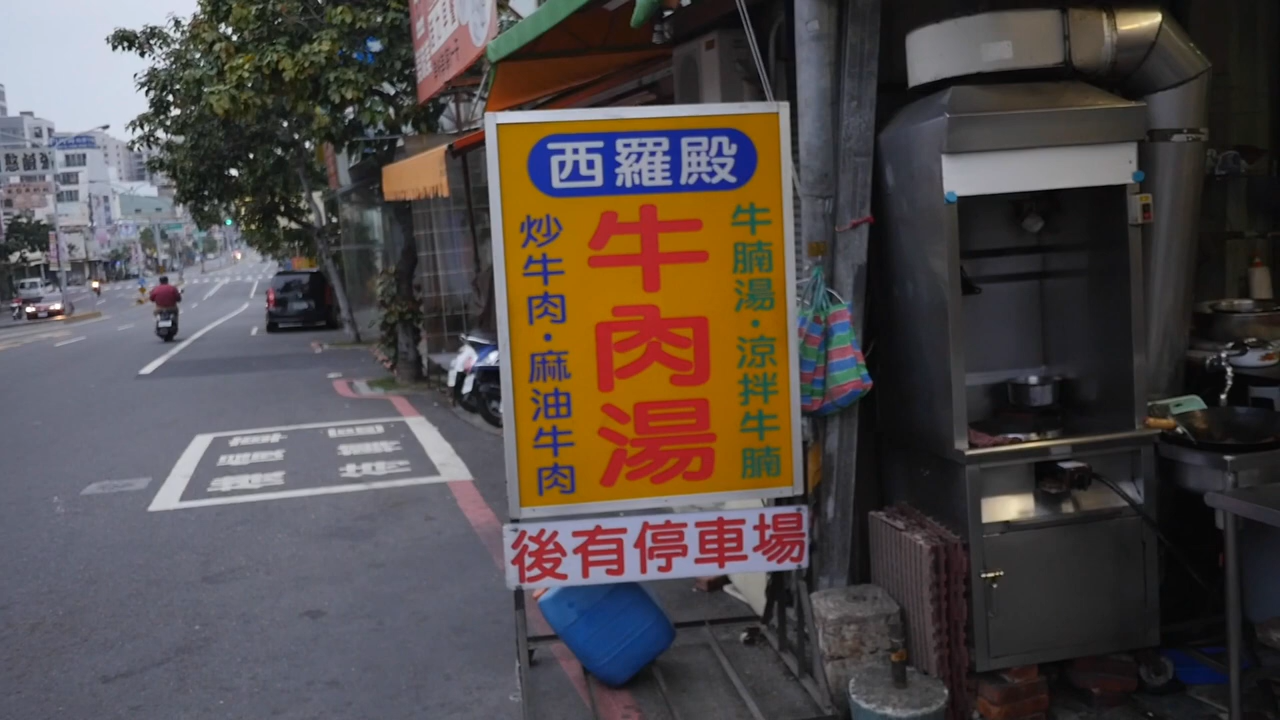 西羅殿
牛腩湯·涼拌牛腩
牛肉湯
炒牛肉·麻油牛肉
後有停車場